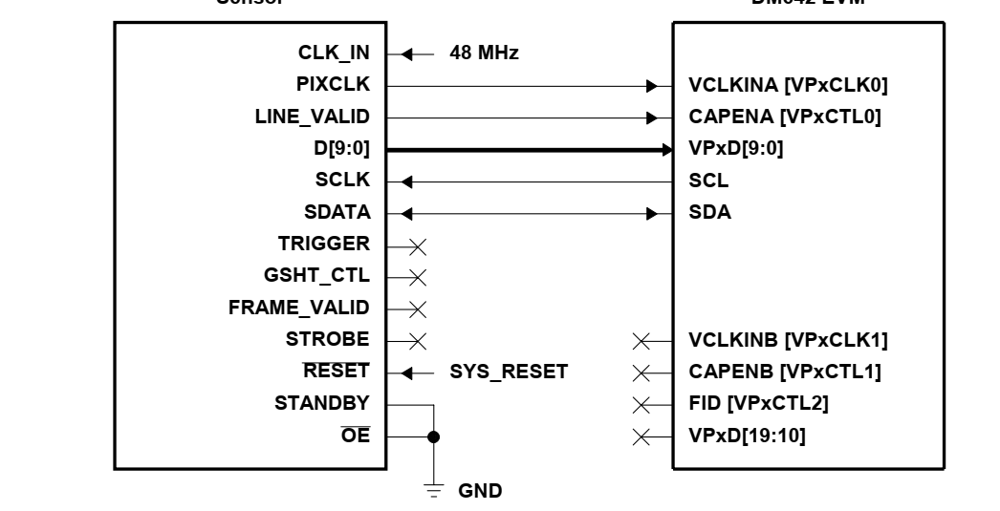 CLK_IN
48 MHz
PIXCLK
VCLKINA [VPxCLK0]
LINE_VALID
CAPENA [VPxCTL0]
D[9:0]
VPxD[9:0]
SCLK
SCL
SDATA
SDA
TRIGGER
GSHT_CTL
FRAME_VALID
STROBE
VCLKINB [VPxCLK1]
RESET
SYS_RESET
CAPENB [VPxCTL1]
STANDBY
FID [VPxCTL2]
OE
VPxD[19:10]
GND